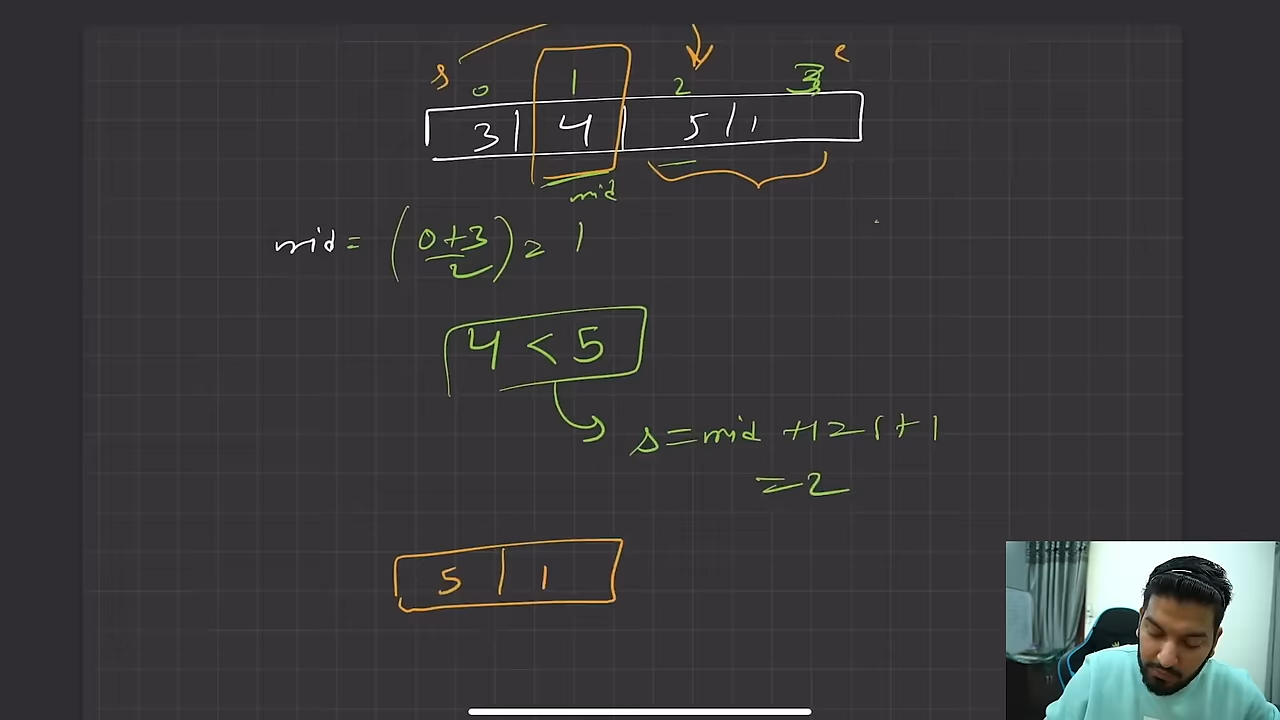 s e
0 1 2 3
3 | 4 | 5 | 1
mid
mid = (0+3/2) = 1
4 < 5
s = mid + 1 = 1 + 1
= 2
5 | 1